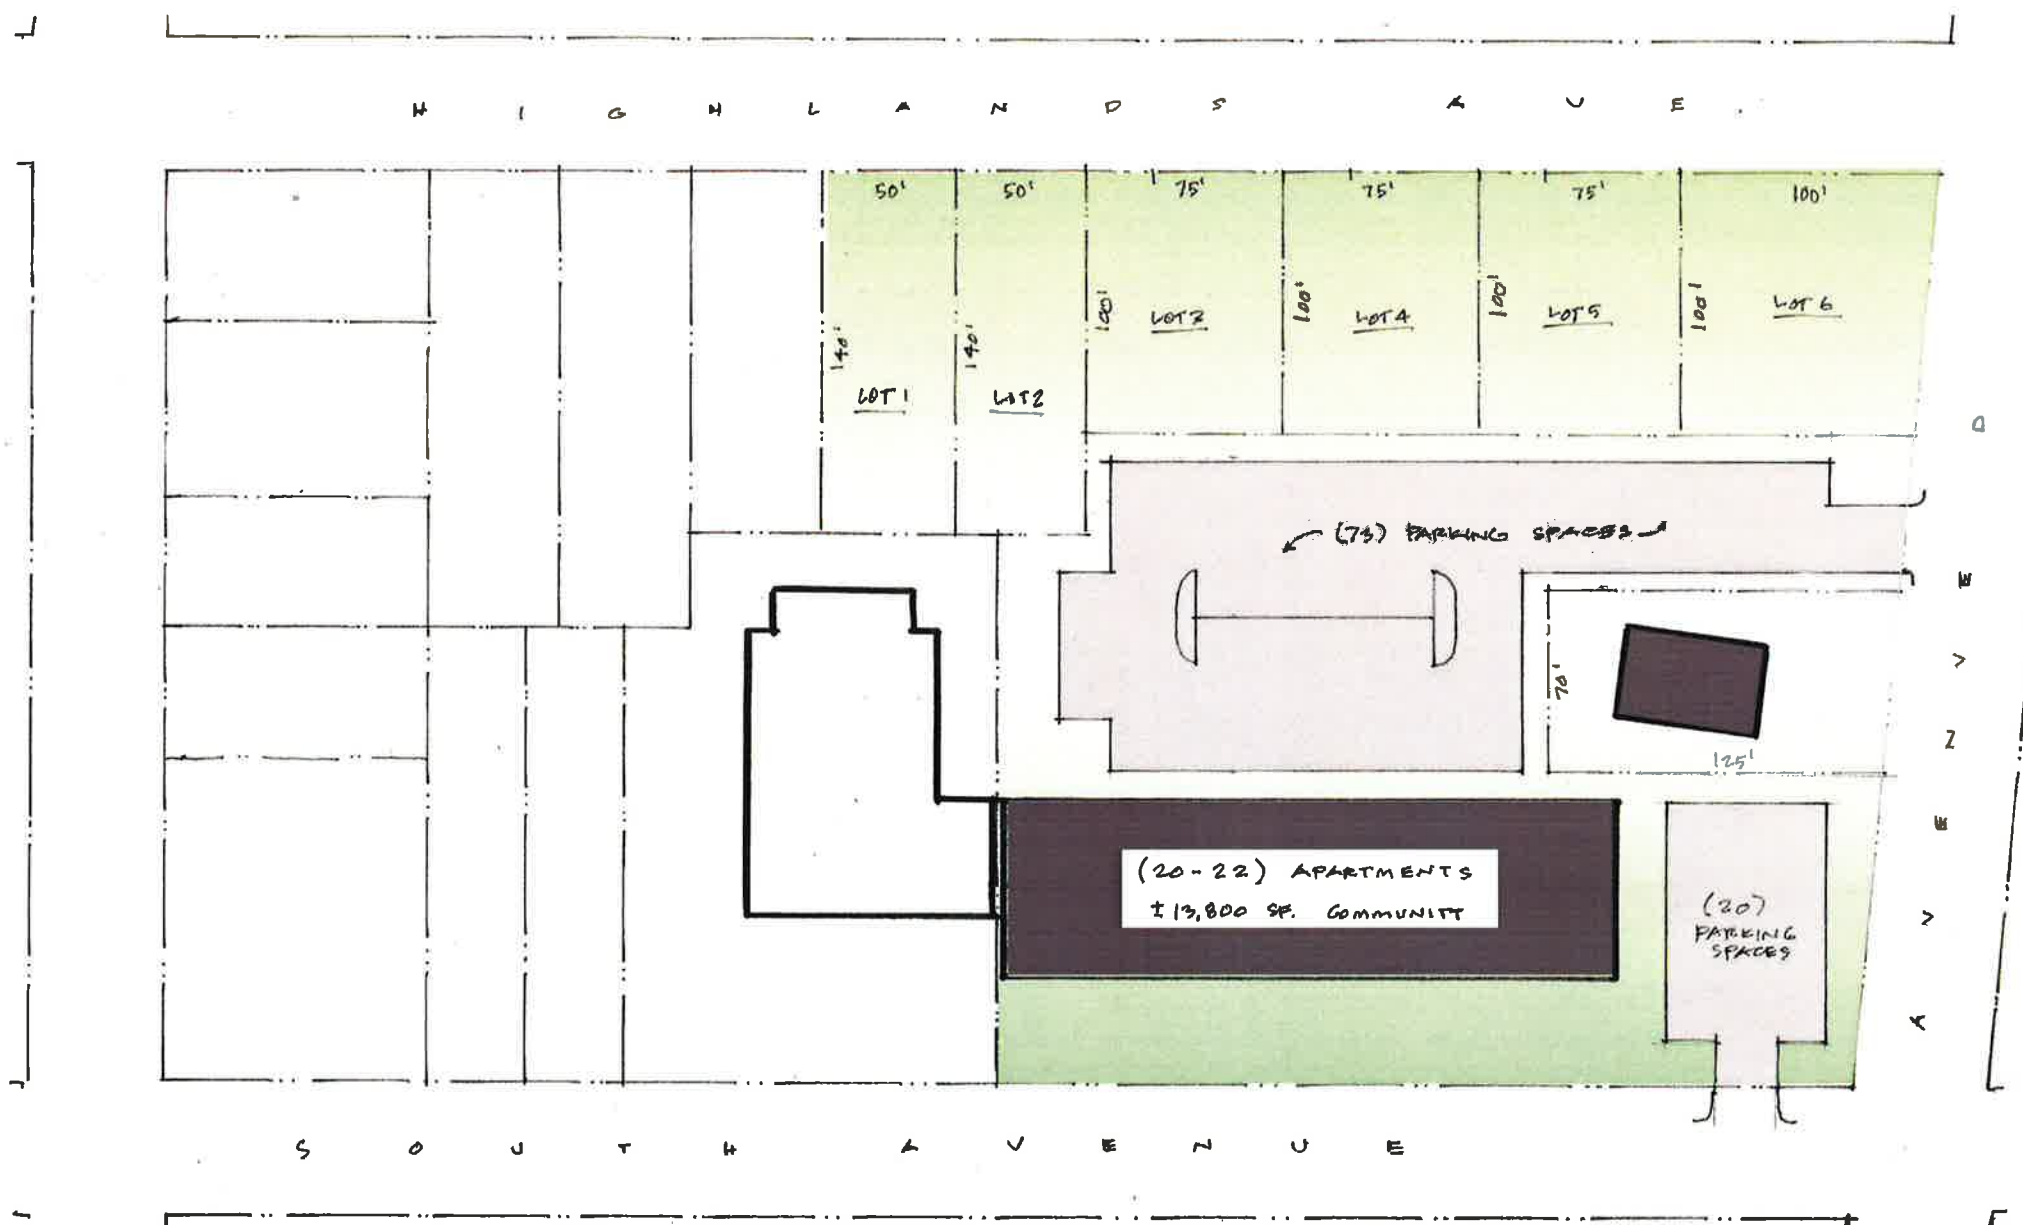 HIGHLANDS AVE.
50'
50'
75'
75'
75'
100'
140'
140'
100'
100'
100'
100'
LOT 1
LOT 2
LOT 3
LOT 4
LOT 5
LOT 6
(73) PARKING SPACES
70'
125'
(20-22) APARTMENTS
± 13,800 SF. COMMUNITY
(20)
PARKING
SPACES
SOUTH AVENUE